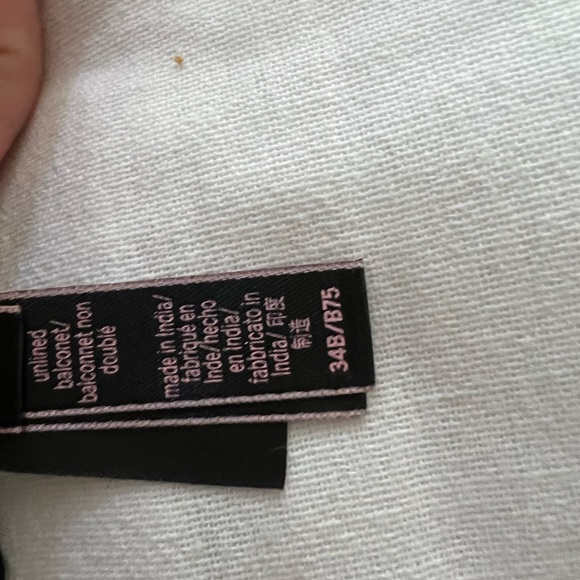 unlined
balconet/
balconnet non
doublé
made in India/
fabriqué en
Inde/hecho
en India/
fabbricato in
India/ 印度
制造
34B/B75